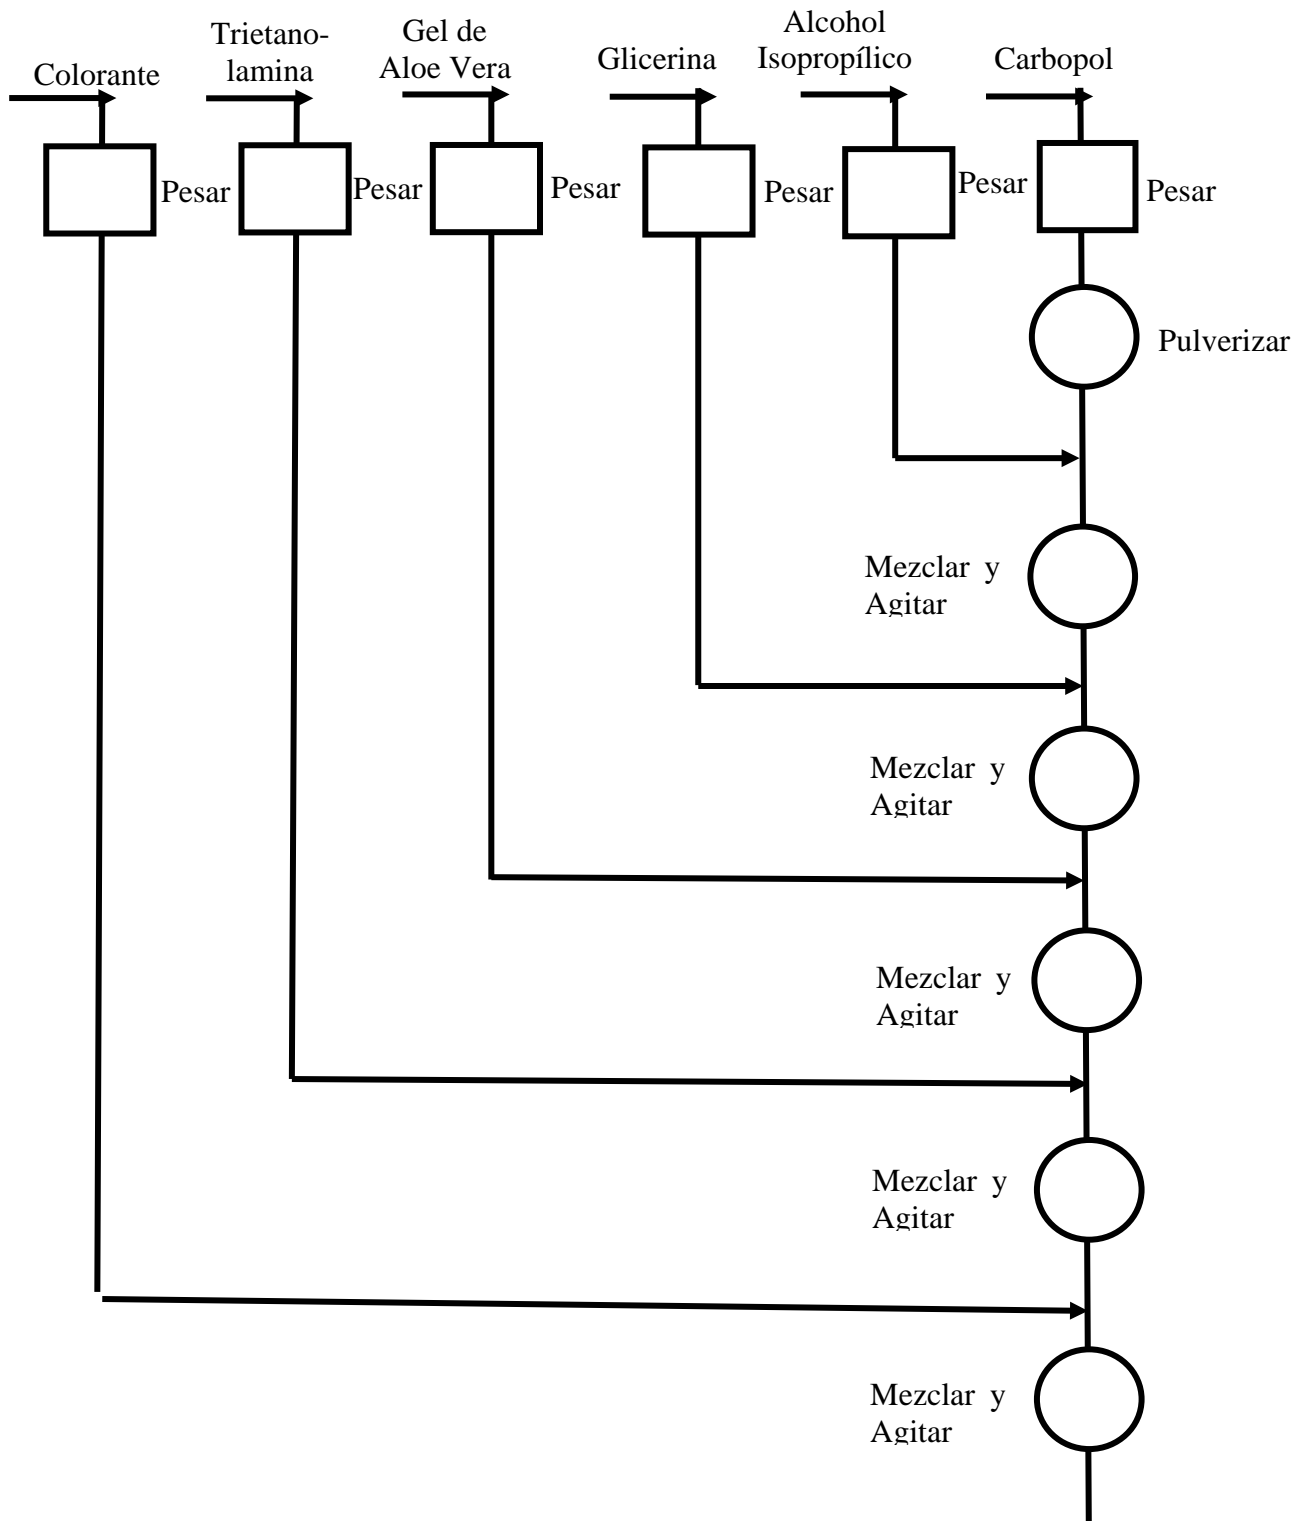 Colorante
Trietano-
lamina
Gel de
Aloe Vera
Glicerina
Alcohol
Isopropílico
Carbopol
Pesar
Pesar
Pesar
Pesar
Pesar
Pesar
Pulverizar
Mezclar y
Agitar
Mezclar y
Agitar
Mezclar y
Agitar
Mezclar y
Agitar
Mezclar y
Agitar